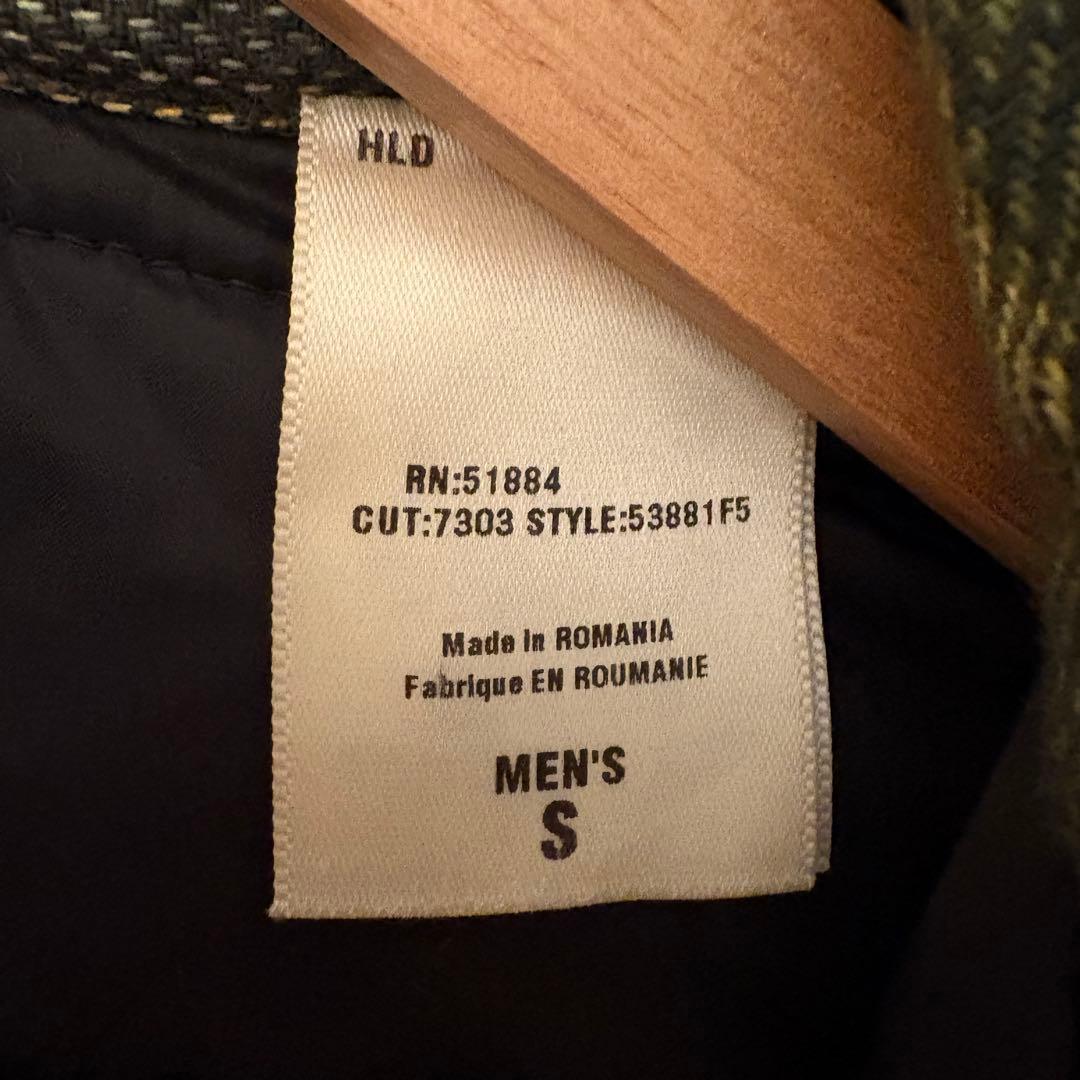 HLD
RN:51884
CUT:7303 STYLE:53881F5
Made in ROMANIA
Fabrique EN ROUMANIE
MEN'S
S